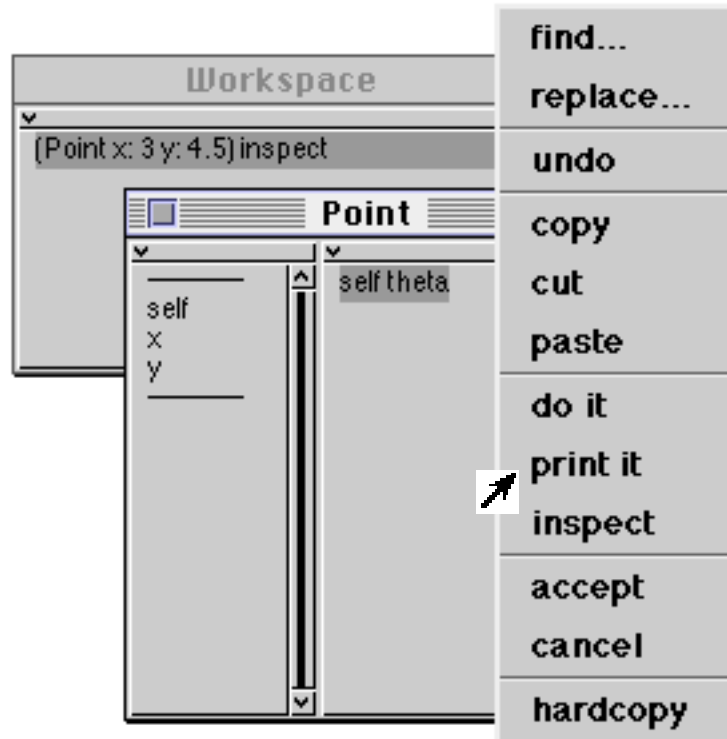 Workspace
(Point x: 3 y: 4.5) inspect
Point
self
x
y
self theta
find...
replace...
undo
copy
cut
paste
do it
print it
inspect
accept
cancel
hardcopy